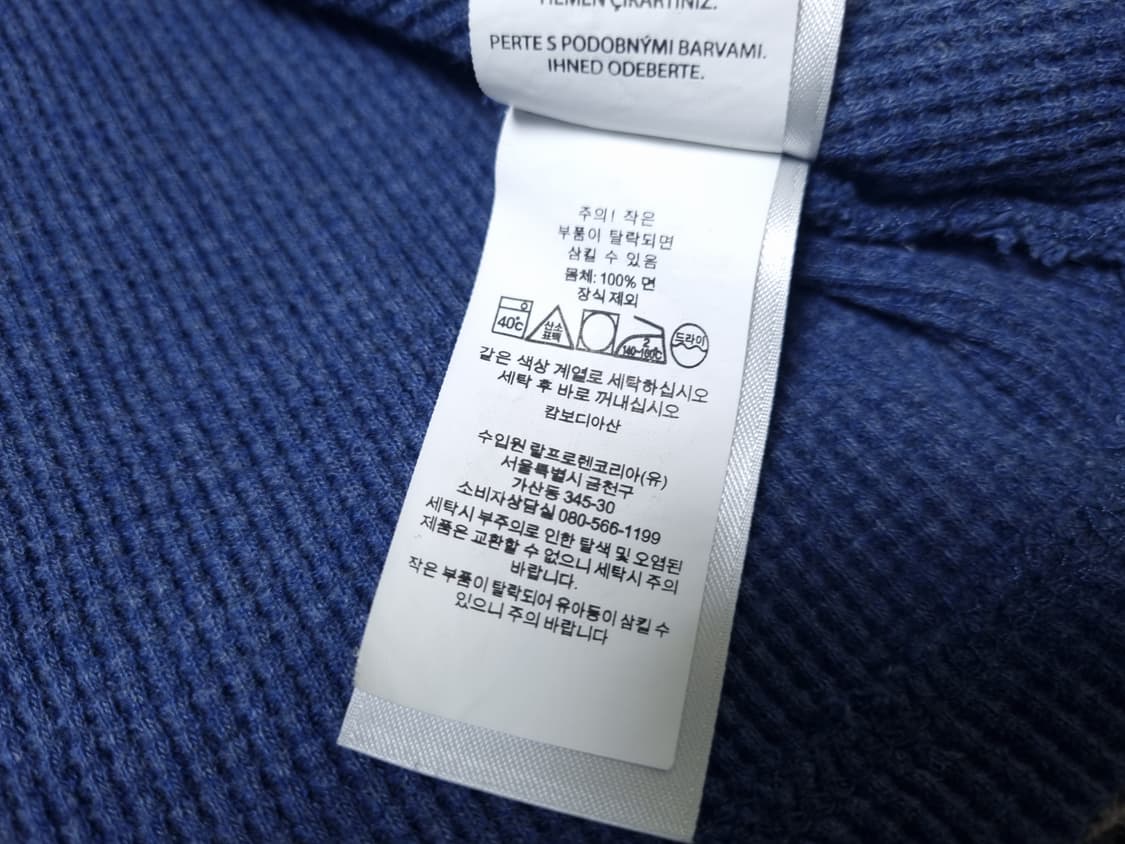 HEMEN ÇIKARTINIZ.
PERTE S PODOBNÝMI BARVAMI.
IHNED ODEBERTE.
주의! 작은
부품이 탈락되면
삼킬 수 있음
몸체: 100% 면
장식 제외
40℃ 산소 표백 2 140~160℃ 드라이
같은 색상 계열로 세탁하십시오
세탁 후 바로 꺼내십시오
캄보디아산
수입원 랄프로렌코리아(유)
서울특별시 금천구
가산동 345-30
소비자상담실 080-566-1199
세탁시 부주의로 인한 탈색 및 오염된
제품은 교환할 수 없으니 세탁시 주의
바랍니다.
작은 부품이 탈락되어 유아동이 삼킬 수
있으니 주의 바랍니다